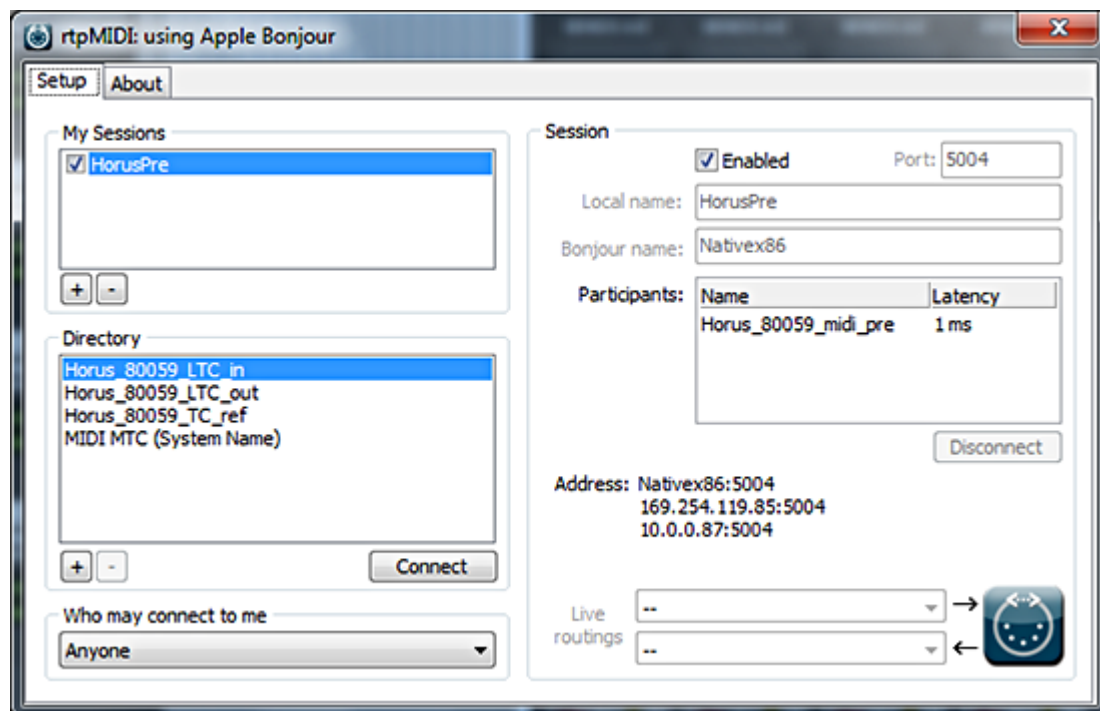 rtpMIDI: using Apple Bonjour
x
Setup About
My Sessions
HorusPre
+ -
Directory
Horus_80059_LTC_in
Horus_80059_LTC_out
Horus_80059_TC_ref
MIDI MTC (System Name)
+ - Connect
Who may connect to me
Anyone
Session
Enabled Port: 5004
Local name: HorusPre
Bonjour name: Nativex86
Participants: Name Latency
Horus_80059_midi_pre 1 ms
Disconnect
Address: Nativex86:5004
169.254.119.85:5004
10.0.0.87:5004
Live
routings
--
--